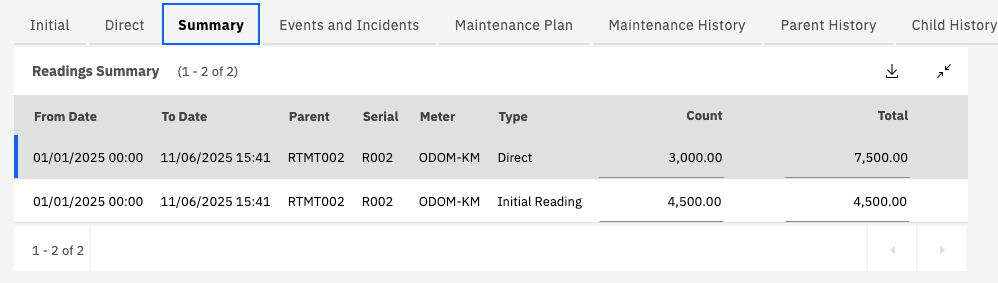 Initial Direct Summary Events and Incidents Maintenance Plan Maintenance History Parent History Child History
Readings Summary (1 - 2 of 2)
From Date To Date Parent Serial Meter Type Count Total
01/01/2025 00:00 11/06/2025 15:41 RTMT002 R002 ODOM-KM Direct 3,000.00 7,500.00
01/01/2025 00:00 11/06/2025 15:41 RTMT002 R002 ODOM-KM Initial Reading 4,500.00 4,500.00
1 - 2 of 2